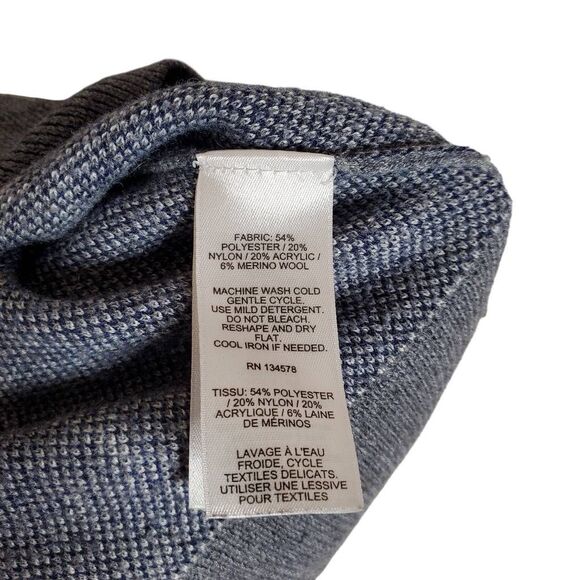 FABRIC: 54%
POLYESTER / 20%
NYLON / 20% ACRYLIC /
6% MERINO WOOL
MACHINE WASH COLD
GENTLE CYCLE.
USE MILD DETERGENT.
DO NOT BLEACH.
RESHAPE AND DRY
FLAT.
COOL IRON IF NEEDED.
RN 134578
TISSU: 54% POLYESTER
/ 20% NYLON / 20%
ACRYLIQUE / 6% LAINE
DE MÉRINOS
LAVAGE À L'EAU
FROIDE, CYCLE
TEXTILES DELICATS.
UTILISER UNE LESSIVE
POUR TEXTILES